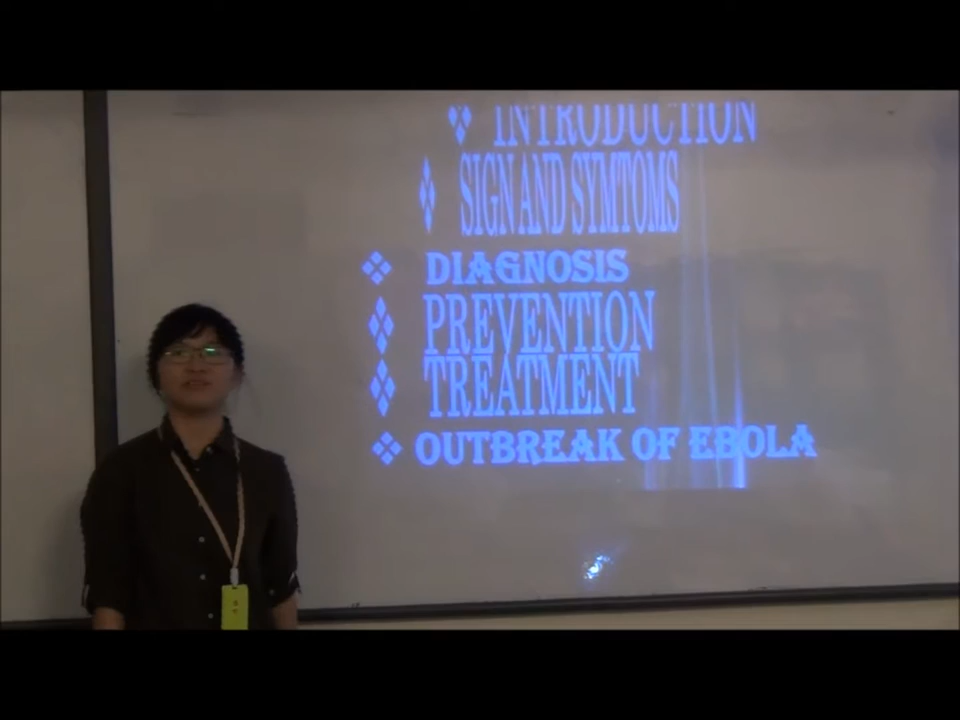 INTRODUCTION
SIGN AND SYMTOMS
DIAGNOSIS
PREVENTION
TREATMENT
OUTBREAK OF EBOLA